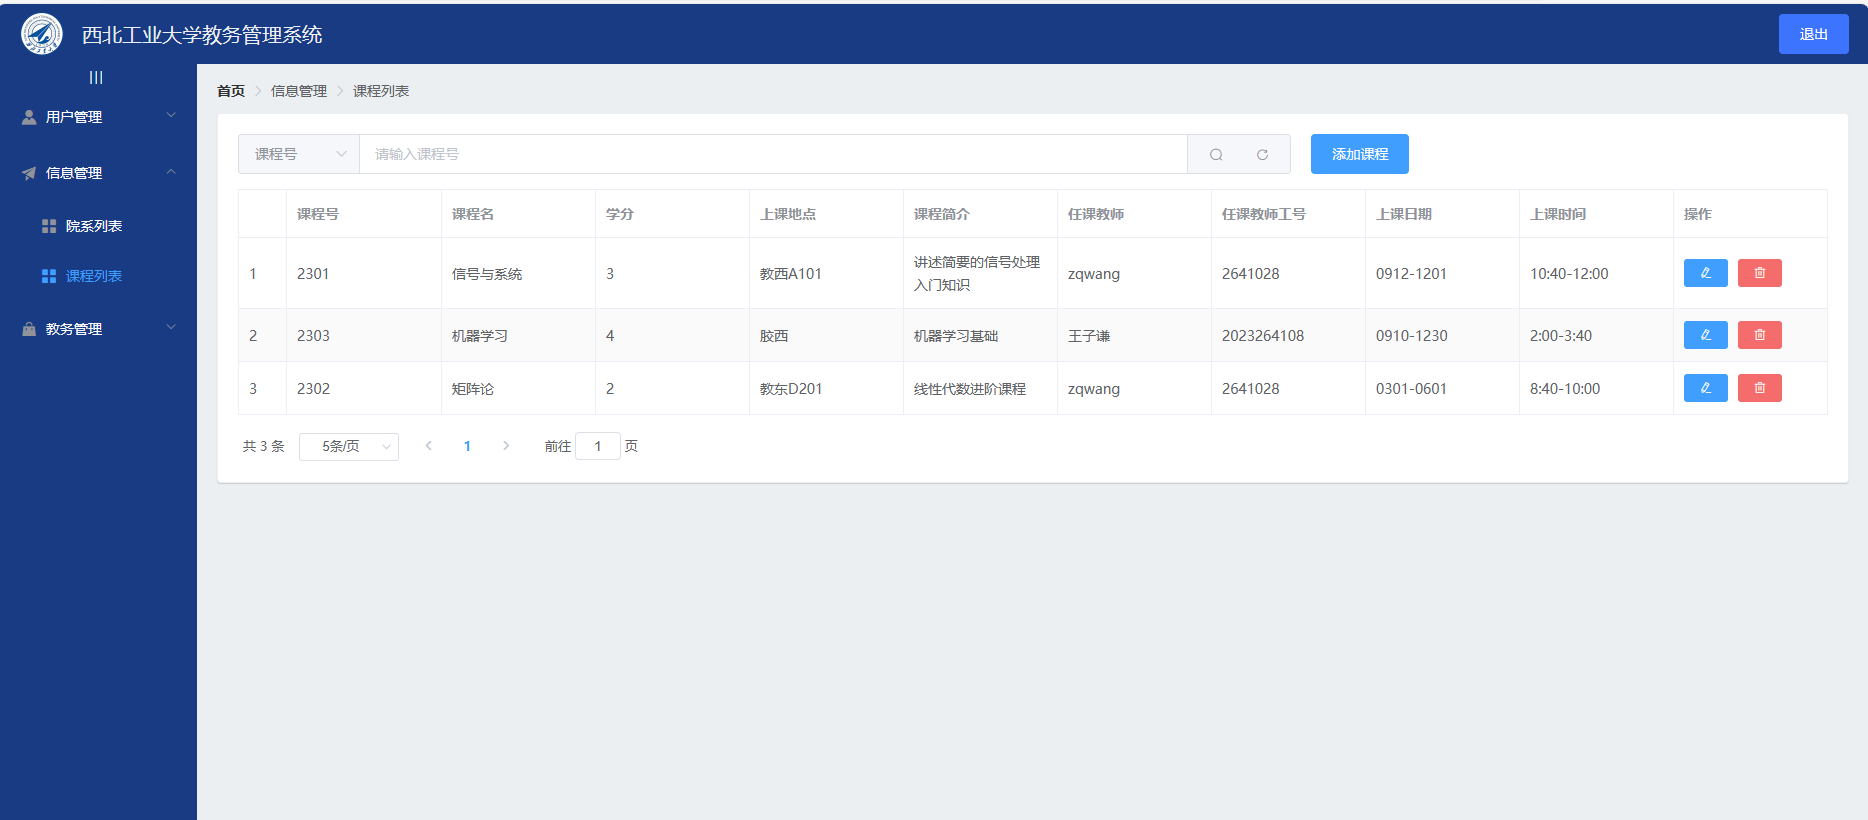 西北工业大学教务管理系统
退出
|||
用户管理
信息管理
院系列表
课程列表
教务管理
首页 > 信息管理 > 课程列表
课程号 请输入课程号 添加课程
课程号 课程名 学分 上课地点 课程简介 任课教师 任课教师工号 上课日期 上课时间 操作
1 2301 信号与系统 3 教西A101 讲述简要的信号处理
入门知识 zqwang 2641028 0912-1201 10:40-12:00
2 2303 机器学习 4 胶西 机器学习基础 王子谦 2023264108 0910-1230 2:00-3:40
3 2302 矩阵论 2 教东D201 线性代数进阶课程 zqwang 2641028 0301-0601 8:40-10:00
共 3 条 5条/页 < 1 > 前往 1 页